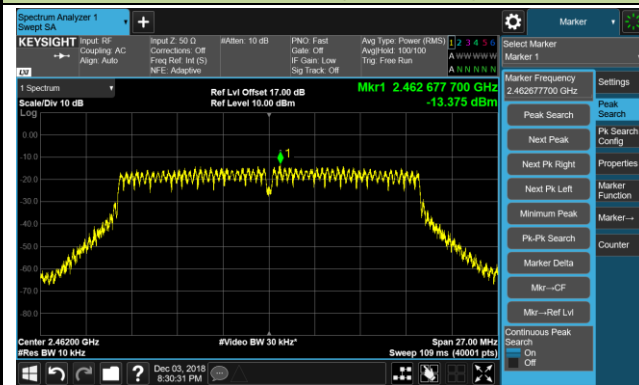 Spectrum Analyzer 1
Swept SA
+
Marker
KEYSIGHT
LXI
Input: RF
Coupling: AC
Align: Auto
Input Z: 50 Ω
Corrections: Off
Freq Ref: Int (S)
NFE: Adaptive
#Atten: 10 dB
PNO: Fast
Gate: Off
IF Gain: Low
Sig Track: Off
Avg Type: Power (RMS)
Avg|Hold: 100/100
Trig: Free Run
1 2 3 4 5 6
A W W W W W
A N N N N N
Select Marker
Marker 1
1 Spectrum
Scale/Div 10 dB
Log
Ref Lvl Offset 17.00 dB
Ref Level 10.00 dBm
Mkr1 2.462 677 700 GHz
-13.375 dBm
1
0.00
-10.0
-20.0
-30.0
-40.0
-50.0
-60.0
-70.0
-80.0
Center 2.46200 GHz
#Res BW 10 kHz
#Video BW 30 kHz*
Span 27.00 MHz
Sweep 109 ms (40001 pts)
Marker Frequency
2.462677700 GHz
Peak Search
Next Peak
Next Pk Right
Next Pk Left
Minimum Peak
Pk-Pk Search
Marker Delta
Mkr→CF
Mkr→Ref Lvl
Continuous Peak
Search
On
Off
Settings
Peak
Search
Pk Search
Config
Properties
Marker
Function
Marker→
Counter
?
Dec 03, 2018
8:30:31 PM